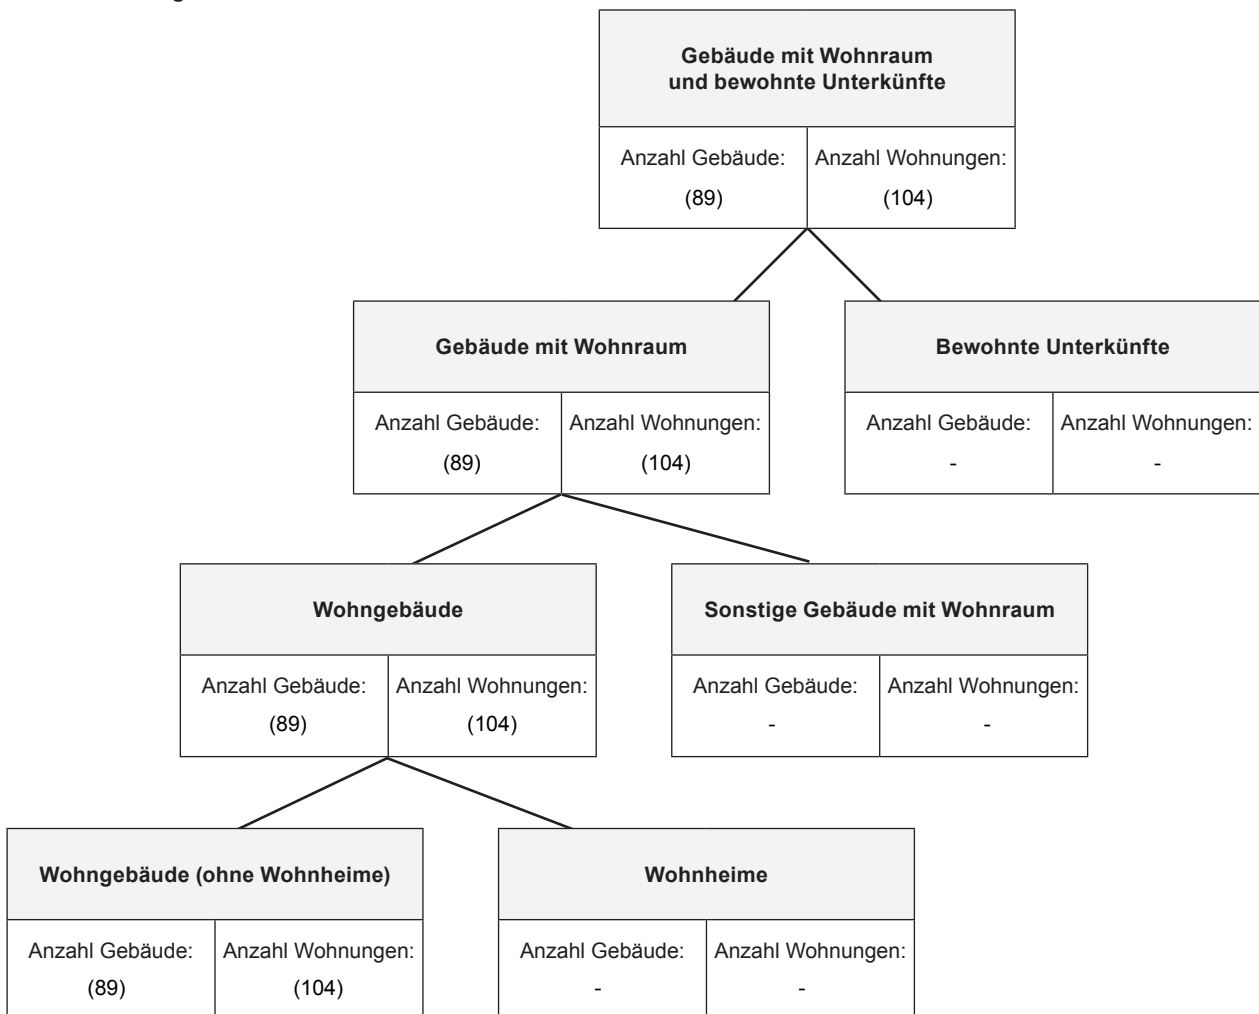 Gebäude mit Wohnraum
und bewohnte Unterkünfte
Anzahl Gebäude: Anzahl Wohnungen:
(89) (104)
Gebäude mit Wohnraum
Anzahl Gebäude: Anzahl Wohnungen:
(89) (104)
Bewohnte Unterkünfte
Anzahl Gebäude: Anzahl Wohnungen:
- -
Wohngebäude
Anzahl Gebäude: Anzahl Wohnungen:
(89) (104)
Sonstige Gebäude mit Wohnraum
Anzahl Gebäude: Anzahl Wohnungen:
- -
Wohngebäude (ohne Wohnheime)
Anzahl Gebäude: Anzahl Wohnungen:
(89) (104)
Wohnheime
Anzahl Gebäude: Anzahl Wohnungen:
- -